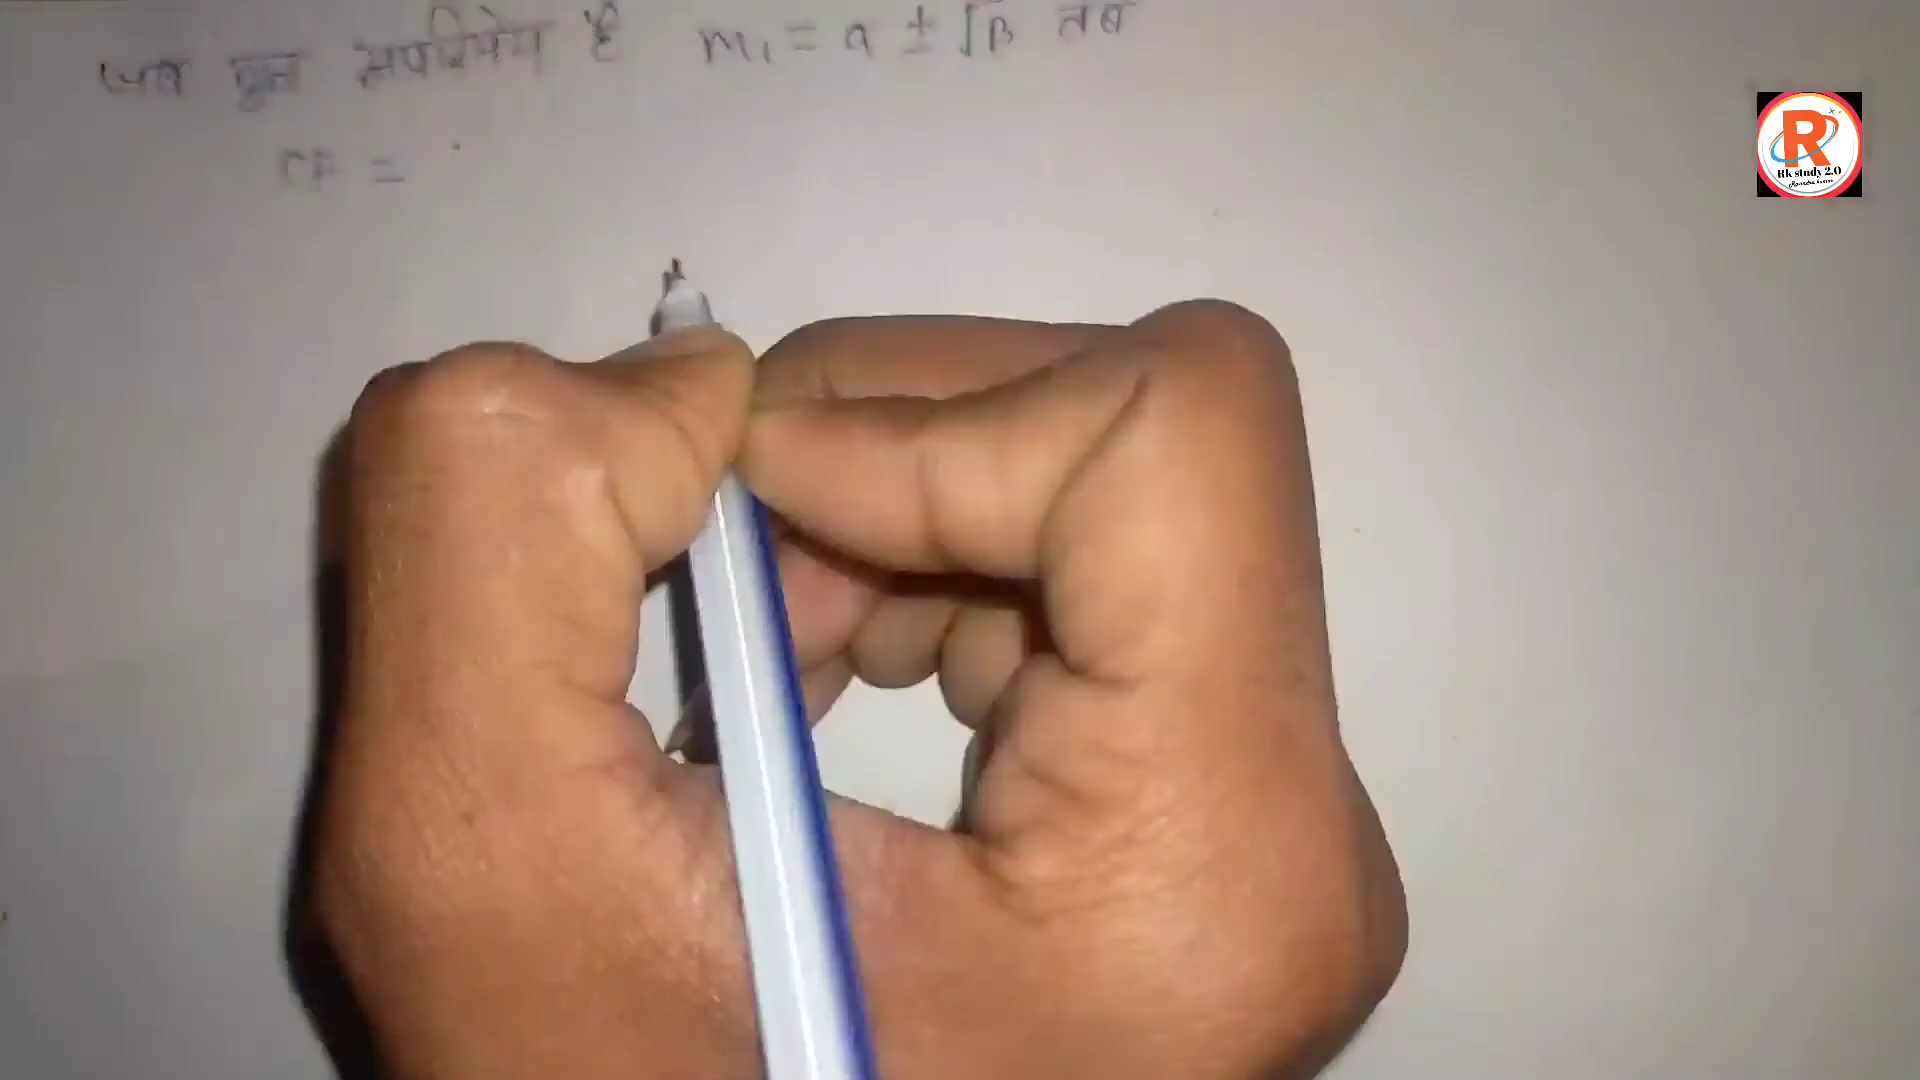 जब मूल अपरिमेय है m₁ = a ± √β तब
CF =
R
Rk study 2.0